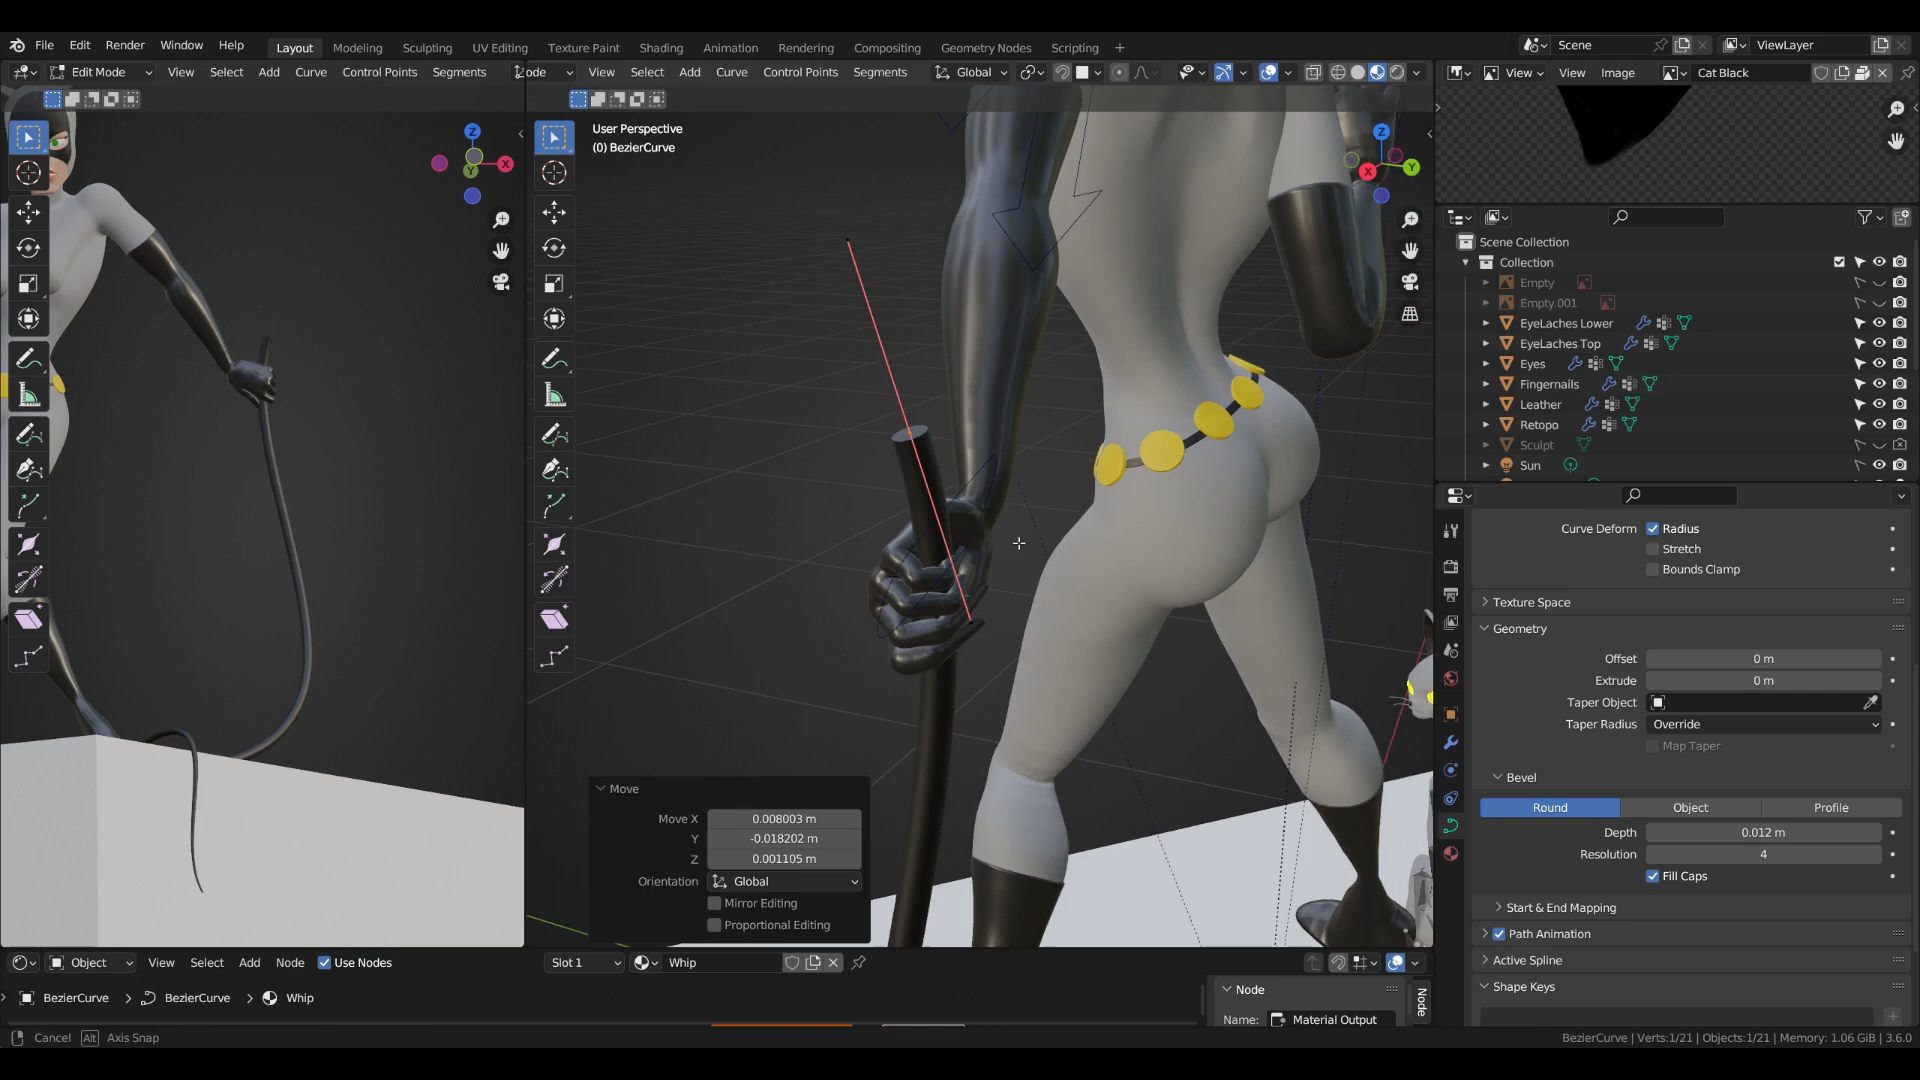 File Edit Render Window Help Layout Modeling Sculpting UV Editing Texture Paint Shading Animation Rendering Compositing Geometry Nodes Scripting + Scene ViewLayer
Edit Mode View Select Add Curve Control Points Segments
ode View Select Add Curve Control Points Segments Global
View View Image Cat Black
User Perspective
(0) BezierCurve
Z
X
Y
Z
Y
X
Scene Collection
Collection
Empty
Empty.001
EyeLaches Lower
EyeLaches Top
Eyes
Fingernails
Leather
Retopo
Sculpt
Sun
Curve Deform Radius
Stretch
Bounds Clamp
Texture Space
Geometry
Offset 0 m
Extrude 0 m
Taper Object
Taper Radius Override
Map Taper
Bevel
Round Object Profile
Depth 0.012 m
Resolution 4
Fill Caps
Start & End Mapping
Path Animation
Active Spline
Shape Keys
Move
Move X 0.008003 m
Y -0.018202 m
Z 0.001105 m
Orientation Global
Mirror Editing
Proportional Editing
Object View Select Add Node Use Nodes Slot 1 Whip
BezierCurve BezierCurve Whip
Node
Name: Material Output
Node
Cancel Alt Axis Snap
BezierCurve | Verts:1/21 | Objects:1/21 | Memory: 1.06 GiB | 3.6.0